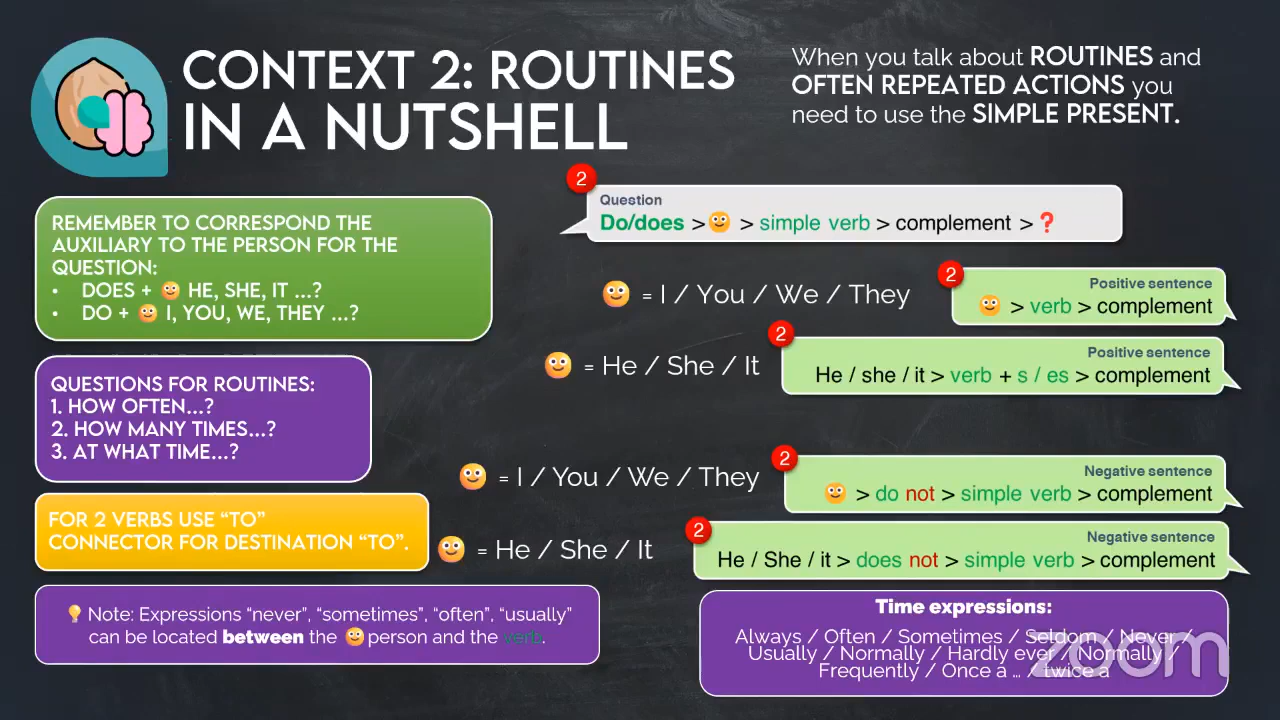 CONTEXT 2: ROUTINES
IN A NUTSHELL
When you talk about ROUTINES and
OFTEN REPEATED ACTIONS you
need to use the SIMPLE PRESENT.
REMEMBER TO CORRESPOND THE
AUXILIARY TO THE PERSON FOR THE
QUESTION:
• DOES + 🙂 HE, SHE, IT ...?
• DO + 🙂 I, YOU, WE, THEY ...?
QUESTIONS FOR ROUTINES:
1. HOW OFTEN...?
2. HOW MANY TIMES...?
3. AT WHAT TIME...?
FOR 2 VERBS USE “TO”
CONNECTOR FOR DESTINATION “TO”.
💡 Note: Expressions “never”, “sometimes”, “often”, “usually”
can be located between the 🙂 person and the verb.
2
Question
Do/does > 🙂 > simple verb > complement > ❓
🙂 = I / You / We / They
2
Positive sentence
🙂 > verb > complement
🙂 = He / She / It
2
Positive sentence
He / she / it > verb + s / es > complement
🙂 = I / You / We / They
2
Negative sentence
🙂 > do not > simple verb > complement
🙂 = He / She / It
2
Negative sentence
He / She / it > does not > simple verb > complement
Time expressions:
Always / Often / Sometimes / Seldom / Never /
Usually / Normally / Hardly ever / Normally /
Frequently / Once a ... / twice a
zoom